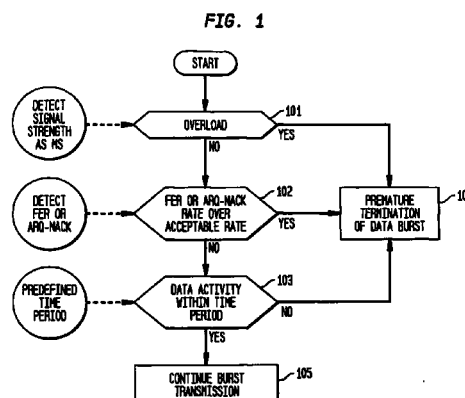 FIG. 1
START
DETECT
SIGNAL
STRENGTH
AS MS
101
OVERLOAD
YES
NO
DETECT
FER OR
ARQ-NACK
102
FER OR ARQ-NACK
RATE OVER
ACCEPTABLE RATE
YES
NO
PREMATURE
TERMINATION
OF DATA BURST
PREDEFINED
TIME
PERIOD
103
DATA ACTIVITY
WITHIN TIME
PERIOD
NO
YES
105
CONTINUE BURST
TRANSMISSION